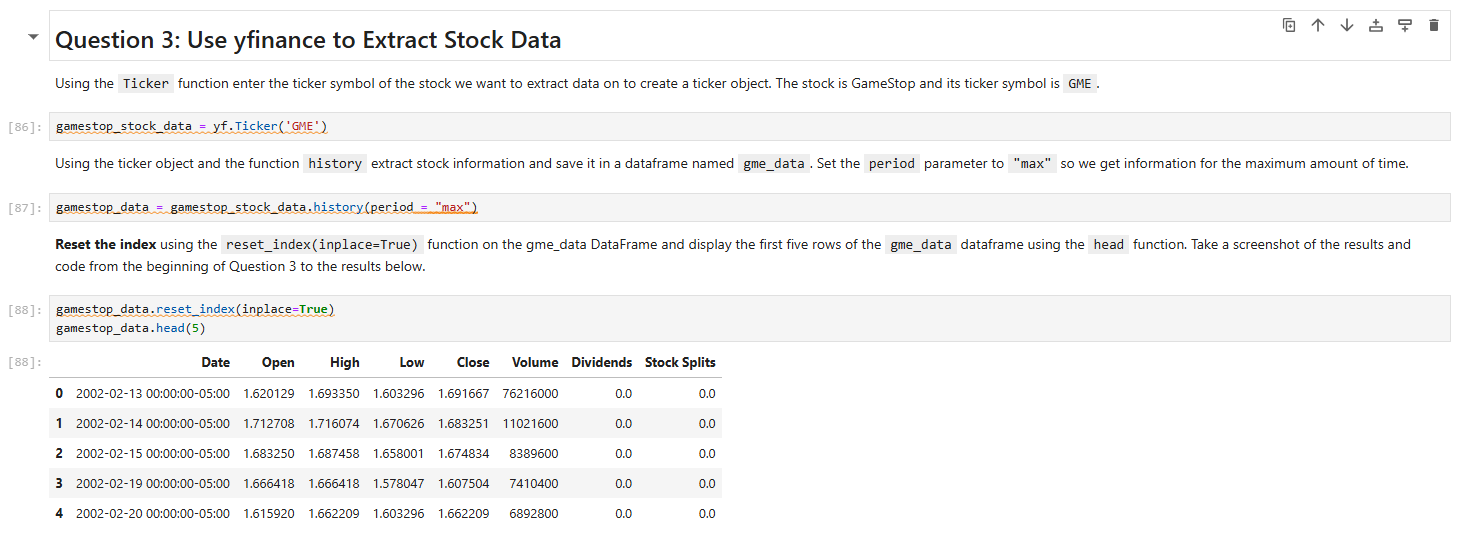 Question 3: Use yfinance to Extract Stock Data
Using the Ticker function enter the ticker symbol of the stock we want to extract data on to create a ticker object. The stock is GameStop and its ticker symbol is GME.
[86]: gamestop_stock_data = yf.Ticker('GME')
Using the ticker object and the function history extract stock information and save it in a dataframe named gme_data. Set the period parameter to "max" so we get information for the maximum amount of time.
[87]: gamestop_data = gamestop_stock_data.history(period = "max")
Reset the index using the reset_index(inplace=True) function on the gme_data DataFrame and display the first five rows of the gme_data dataframe using the head function. Take a screenshot of the results and
code from the beginning of Question 3 to the results below.
[88]: gamestop_data.reset_index(inplace=True)
gamestop_data.head(5)
[88]: Date Open High Low Close Volume Dividends Stock Splits
0 2002-02-13 00:00:00-05:00 1.620129 1.693350 1.603296 1.691667 76216000 0.0 0.0
1 2002-02-14 00:00:00-05:00 1.712708 1.716074 1.670626 1.683251 11021600 0.0 0.0
2 2002-02-15 00:00:00-05:00 1.683250 1.687458 1.658001 1.674834 8389600 0.0 0.0
3 2002-02-19 00:00:00-05:00 1.666418 1.666418 1.578047 1.607504 7410400 0.0 0.0
4 2002-02-20 00:00:00-05:00 1.615920 1.662209 1.603296 1.662209 6892800 0.0 0.0